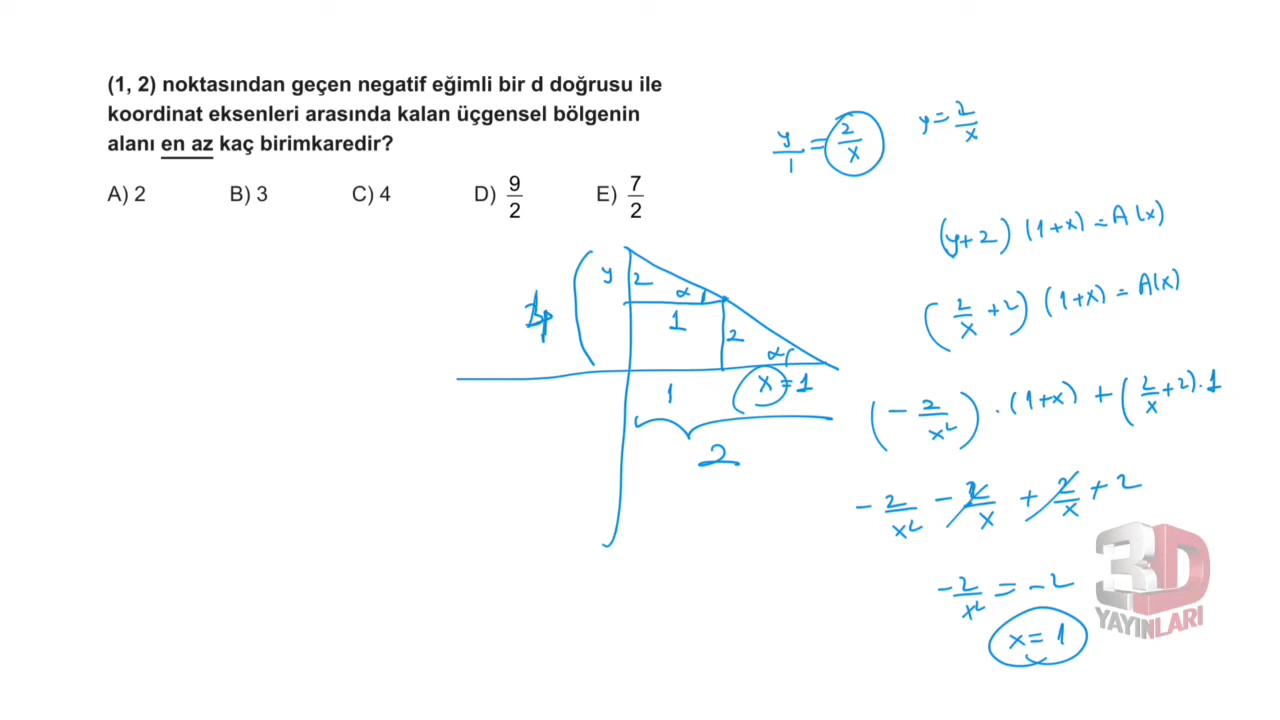 (1, 2) noktasından geçen negatif eğimli bir d doğrusu ile
koordinat eksenleri arasında kalan üçgensel bölgenin
alanı en az kaç birimkaredir?
A) 2 B) 3 C) 4 D) 9/2 E) 7/2
y/1 = 2/x y = 2/x
(y+2) (1+x) = A(x)
(2/x + 2) (1+x) = A(x)
(-2/x²) · (1+x) + (2/x + 2) · 1
-2/x² - 2/x + 2/x + 2
-2/x² = -2
x = 1
y 2 α
1
2 α
1 x = 1
2
3D
YAYINLARI